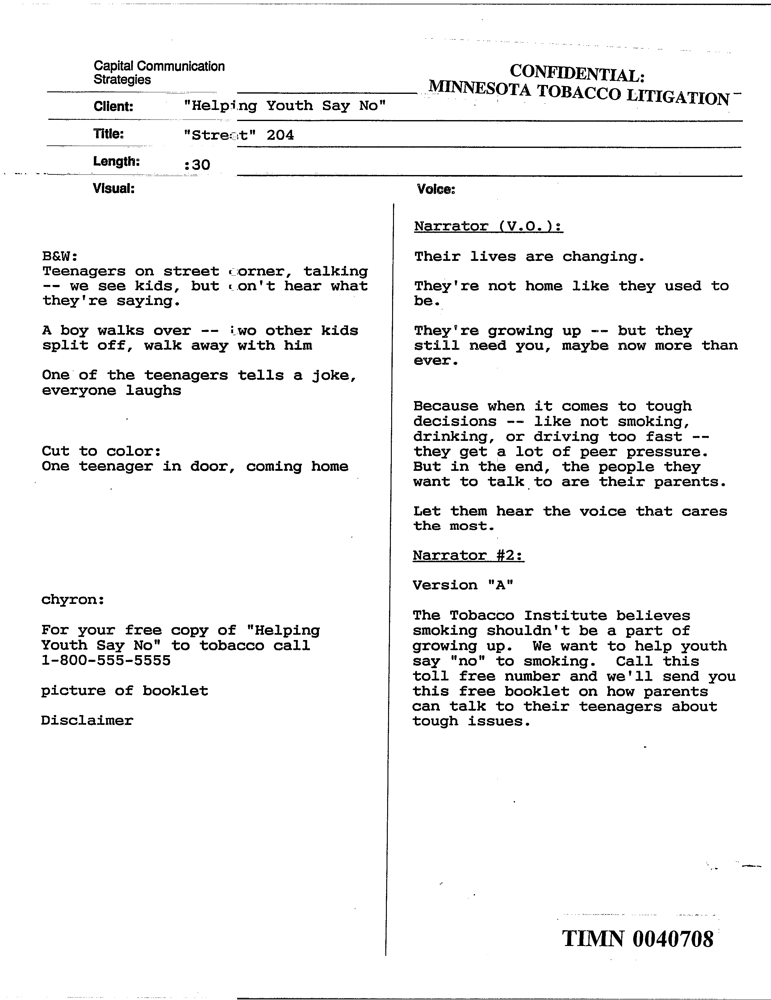 Capital Communication
Strategies
CONFIDENTIAL:
MINNESOTA TOBACCO LITIGATION
Client: "Helping Youth Say No"
Title: "Street" 204
Length: :30
Visual:
B&W:
Teenagers on street corner, talking
-- we see kids, but don't hear what
they're saying.
A boy walks over -- two other kids
split off, walk away with him
One of the teenagers tells a joke,
everyone laughs
Cut to color:
One teenager in door, coming home
chyron:
For your free copy of "Helping
Youth Say No" to tobacco call
1-800-555-5555
picture of booklet
Disclaimer
Voice:
Narrator (V.O.):
Their lives are changing.
They're not home like they used to
be.
They're growing up -- but they
still need you, maybe now more than
ever.
Because when it comes to tough
decisions -- like not smoking,
drinking, or driving too fast --
they get a lot of peer pressure.
But in the end, the people they
want to talk to are their parents.
Let them hear the voice that cares
the most.
Narrator #2:
Version "A"
The Tobacco Institute believes
smoking shouldn't be a part of
growing up. We want to help youth
say "no" to smoking. Call this
toll free number and we'll send you
this free booklet on how parents
can talk to their teenagers about
tough issues.
TIMN 0040708